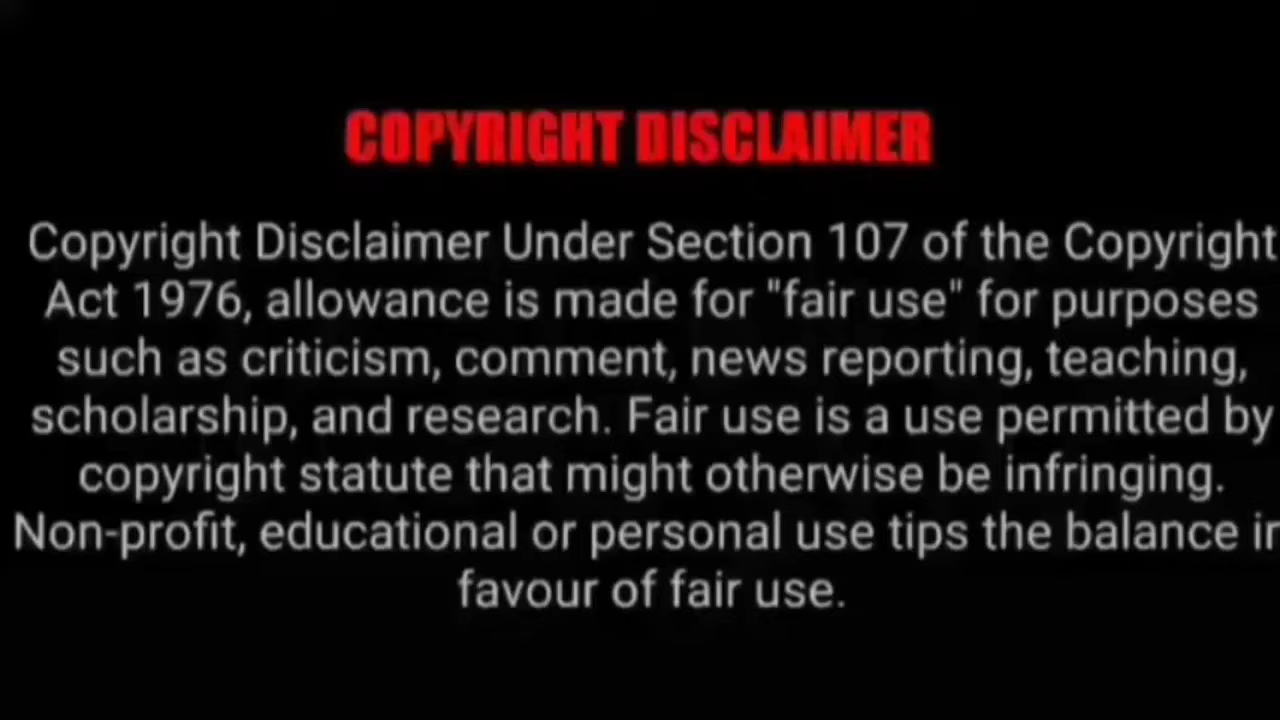 COPYRIGHT DISCLAIMER
Copyright Disclaimer Under Section 107 of the Copyright
Act 1976, allowance is made for "fair use" for purposes
such as criticism, comment, news reporting, teaching,
scholarship, and research. Fair use is a use permitted by
copyright statute that might otherwise be infringing.
Non-profit, educational or personal use tips the balance in
favour of fair use.